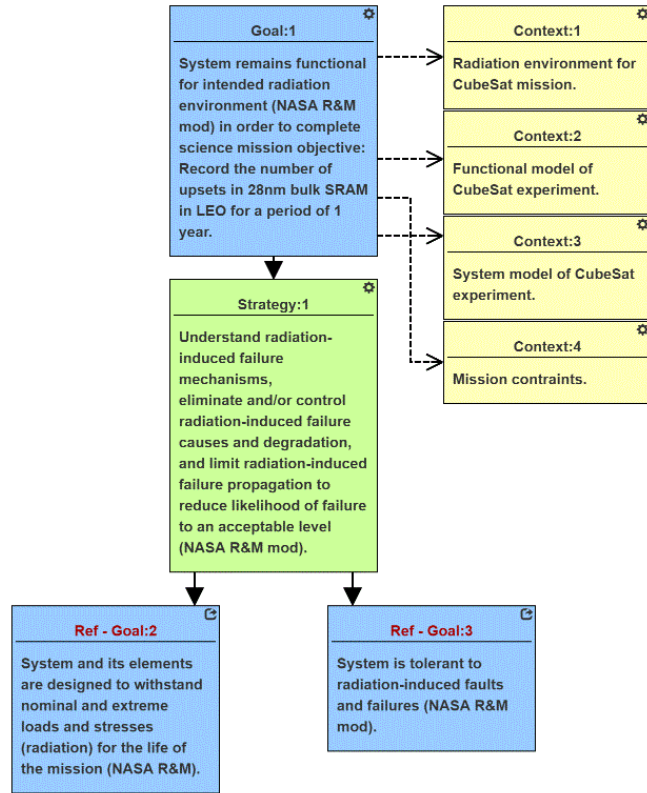 Goal:1
System remains functional
for intended radiation
environment (NASA R&M
mod) in order to complete
science mission objective:
Record the number of
upsets in 28nm bulk SRAM
in LEO for a period of 1
year.
Context:1
Radiation environment for
CubeSat mission.
Context:2
Functional model of
CubeSat experiment.
Context:3
System model of CubeSat
experiment.
Context:4
Mission contraints.
Strategy:1
Understand radiation-
induced failure
mechanisms,
eliminate and/or control
radiation-induced failure
causes and degradation,
and limit radiation-induced
failure propagation to
reduce likelihood of failure
to an acceptable level
(NASA R&M mod).
Ref - Goal:2
System and its elements
are designed to withstand
nominal and extreme
loads and stresses
(radiation) for the life of
the mission (NASA R&M).
Ref - Goal:3
System is tolerant to
radiation-induced faults
and failures (NASA R&M
mod).